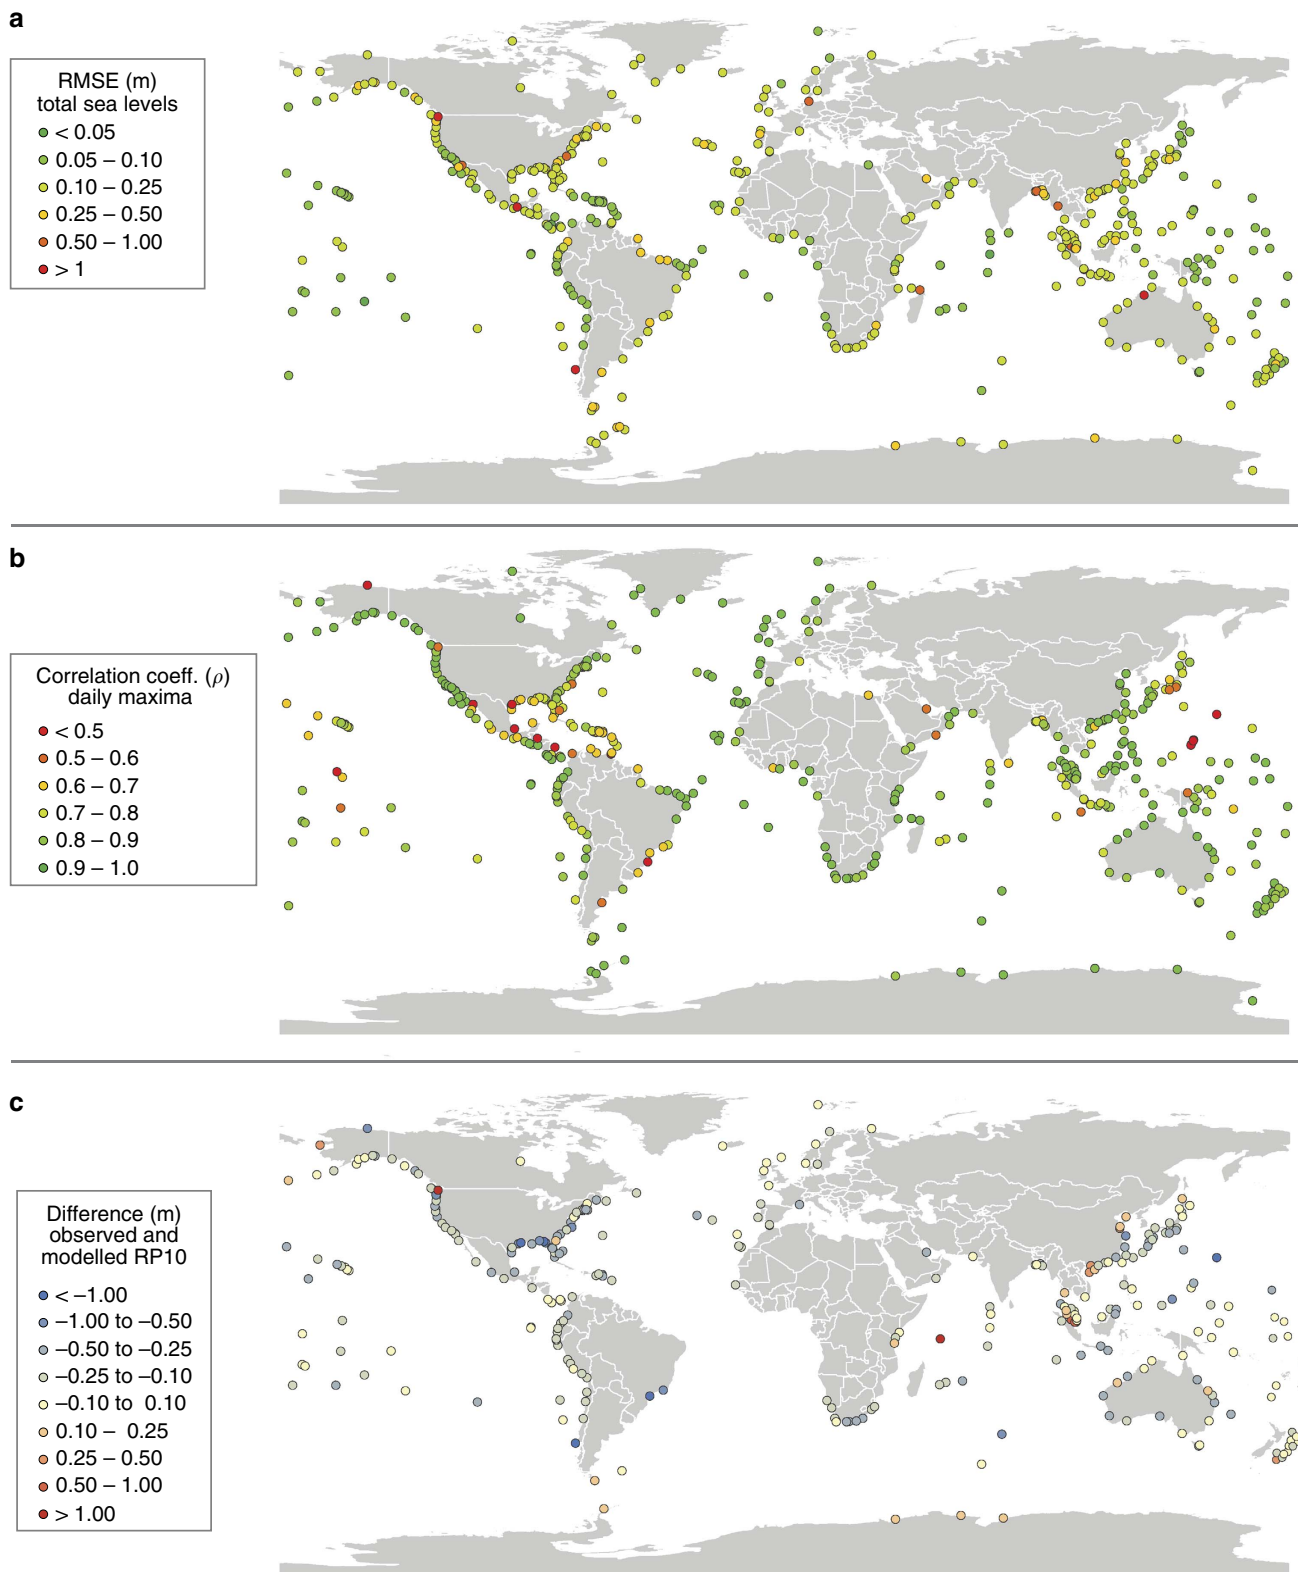 a
RMSE (m)
total sea levels
< 0.05
0.05 – 0.10
0.10 – 0.25
0.25 – 0.50
0.50 – 1.00
> 1
b
Correlation coeff. (ρ)
daily maxima
< 0.5
0.5 – 0.6
0.6 – 0.7
0.7 – 0.8
0.8 – 0.9
0.9 – 1.0
c
Difference (m)
observed and
modelled RP10
< –1.00
–1.00 to –0.50
–0.50 to –0.25
–0.25 to –0.10
–0.10 to 0.10
0.10 – 0.25
0.25 – 0.50
0.50 – 1.00
> 1.00